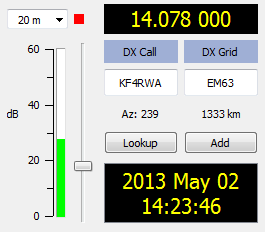 20 m
14.078 000
60
DX Call DX Grid
KF4RWA EM63
40
dB
Az: 239 1333 km
Lookup Add
20
2013 May 02
14:23:46
0